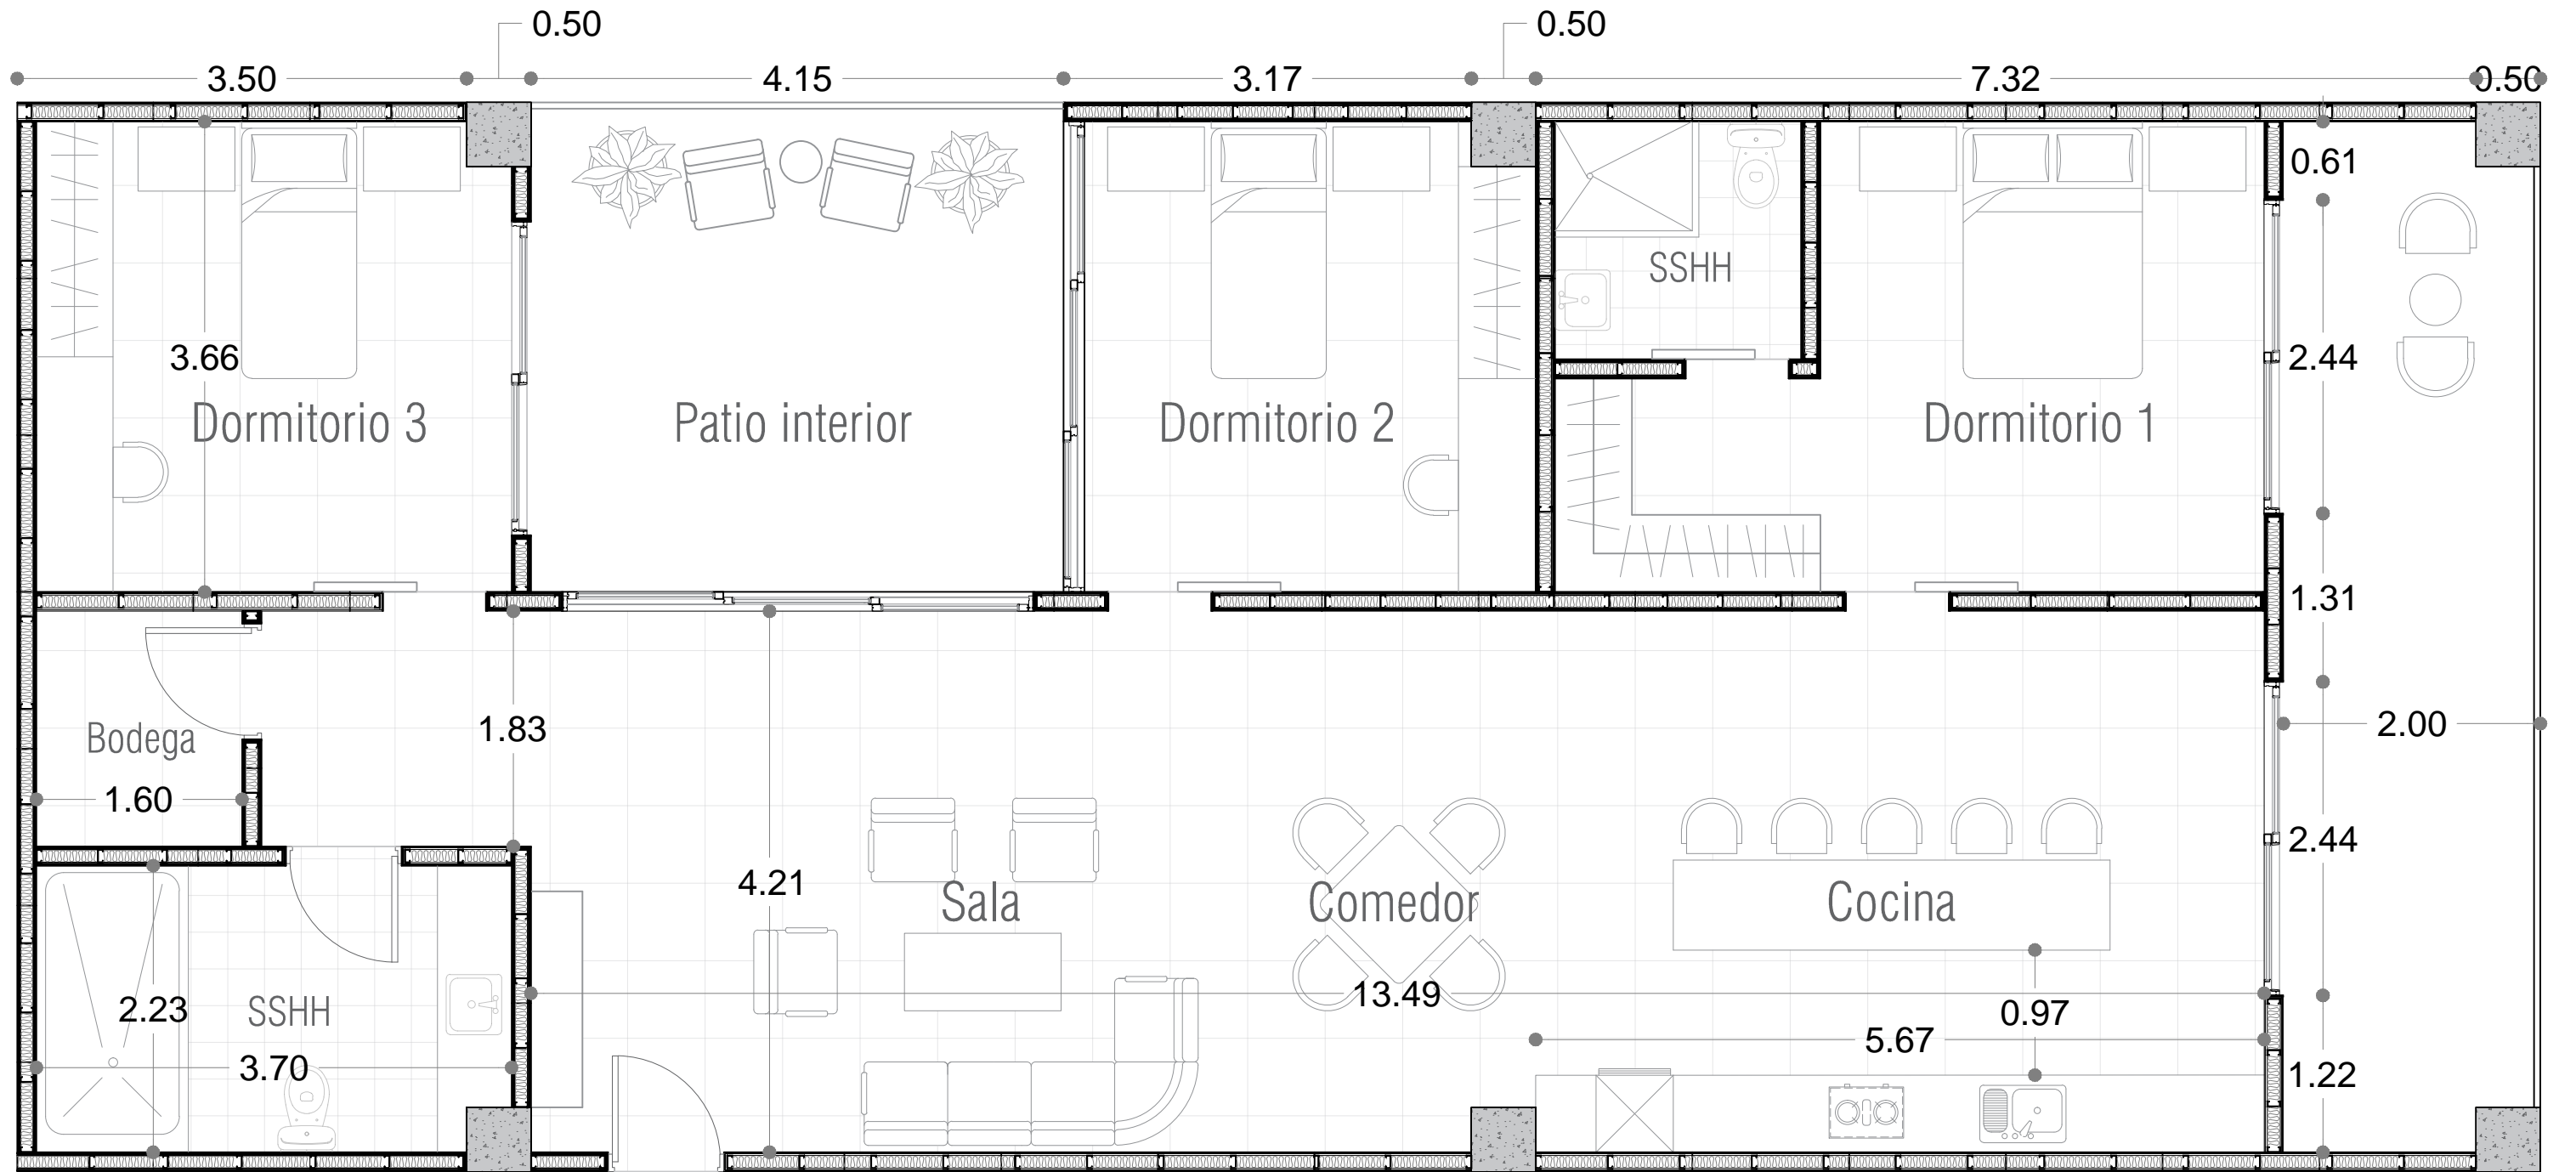 0.50
0.50
3.50
4.15
3.17
7.32
0.50
0.61
SSHH
3.66
2.44
Dormitorio 3
Patio interior
Dormitorio 2
Dormitorio 1
1.31
Bodega
1.83
2.00
1.60
2.44
4.21
Sala
Comedor
Cocina
2.23
SSHH
13.49
0.97
3.70
5.67
1.22